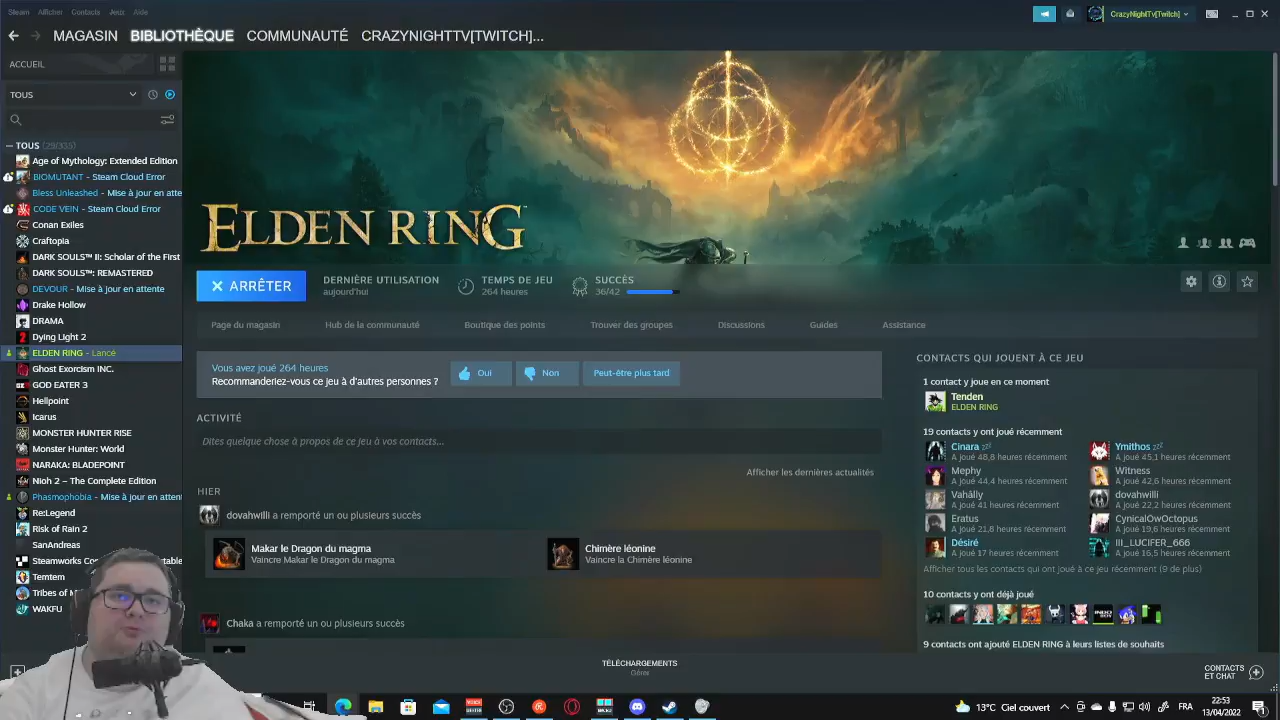 Steam Afficher Contacts Jeux Aide
CrazyNightTv[Twitch]
MAGASIN BIBLIOTHÈQUE COMMUNAUTÉ CRAZYNIGHTTV[TWITCH]...
ACCUEIL
TOUS
TOUS (29/335)
Age of Mythology: Extended Edition
BIOMUTANT - Steam Cloud Error
Bless Unleashed - Mise à jour en atte
CODE VEIN - Steam Cloud Error
Conan Exiles
Craftopia
DARK SOULS™ II: Scholar of the First
DARK SOULS™: REMASTERED
DEVOUR - Mise à jour en attente
Drake Hollow
DRAMA
Dying Light 2
ELDEN RING - Lancé
Ghost Exorcism INC.
GOD EATER 3
Hellpoint
Icarus
MONSTER HUNTER RISE
Monster Hunter: World
NARAKA: BLADEPOINT
Nioh 2 – The Complete Edition
Phasmophobia - Mise à jour en attent
Re:Legend
Risk of Rain 2
SanAndreas
Steamworks Co
Temtem
Tribes of M
WAKFU
ELDEN RING™
ARRÊTER
DERNIÈRE UTILISATION
aujourd'hui
TEMPS DE JEU
264 heures
SUCCÈS
36/42
Page du magasin Hub de la communauté Boutique des points Trouver des groupes Discussions Guides Assistance
Vous avez joué 264 heures
Recommanderiez-vous ce jeu à d'autres personnes ?
Oui Non Peut-être plus tard
ACTIVITÉ
Dites quelque chose à propos de ce jeu à vos contacts...
Afficher les dernières actualités
HIER
dovahwilli a remporté un ou plusieurs succès
Makar le Dragon du magma
Vaincre Makar le Dragon du magma
Chimère léonine
Vaincre la Chimère léonine
Chaka a remporté un ou plusieurs succès
CONTACTS QUI JOUENT À CE JEU
1 contact y joue en ce moment
Tenden
ELDEN RING
19 contacts y ont joué récemment
Cinara zzz
A joué 48,8 heures récemment
Ymithos zzz
A joué 45,1 heures récemment
Mephy
A joué 44,4 heures récemment
Witness
A joué 42,6 heures récemment
Vahâlly
A joué 41 heures récemment
dovahwilli
A joué 22,2 heures récemment
Eratus
A joué 21,8 heures récemment
CynicalOwOctopus
A joué 19,6 heures récemment
Désiré
A joué 17 heures récemment
III_LUCIFER_666
A joué 16,5 heures récemment
Afficher tous les contacts qui ont joué à ce jeu récemment (9 de plus)
10 contacts y ont déjà joué
9 contacts ont ajouté ELDEN RING à leurs listes de souhaits
TÉLÉCHARGEMENTS
Gérer
CONTACTS
ET CHAT
13°C Ciel couvert
FRA
22:53
13/04/2022